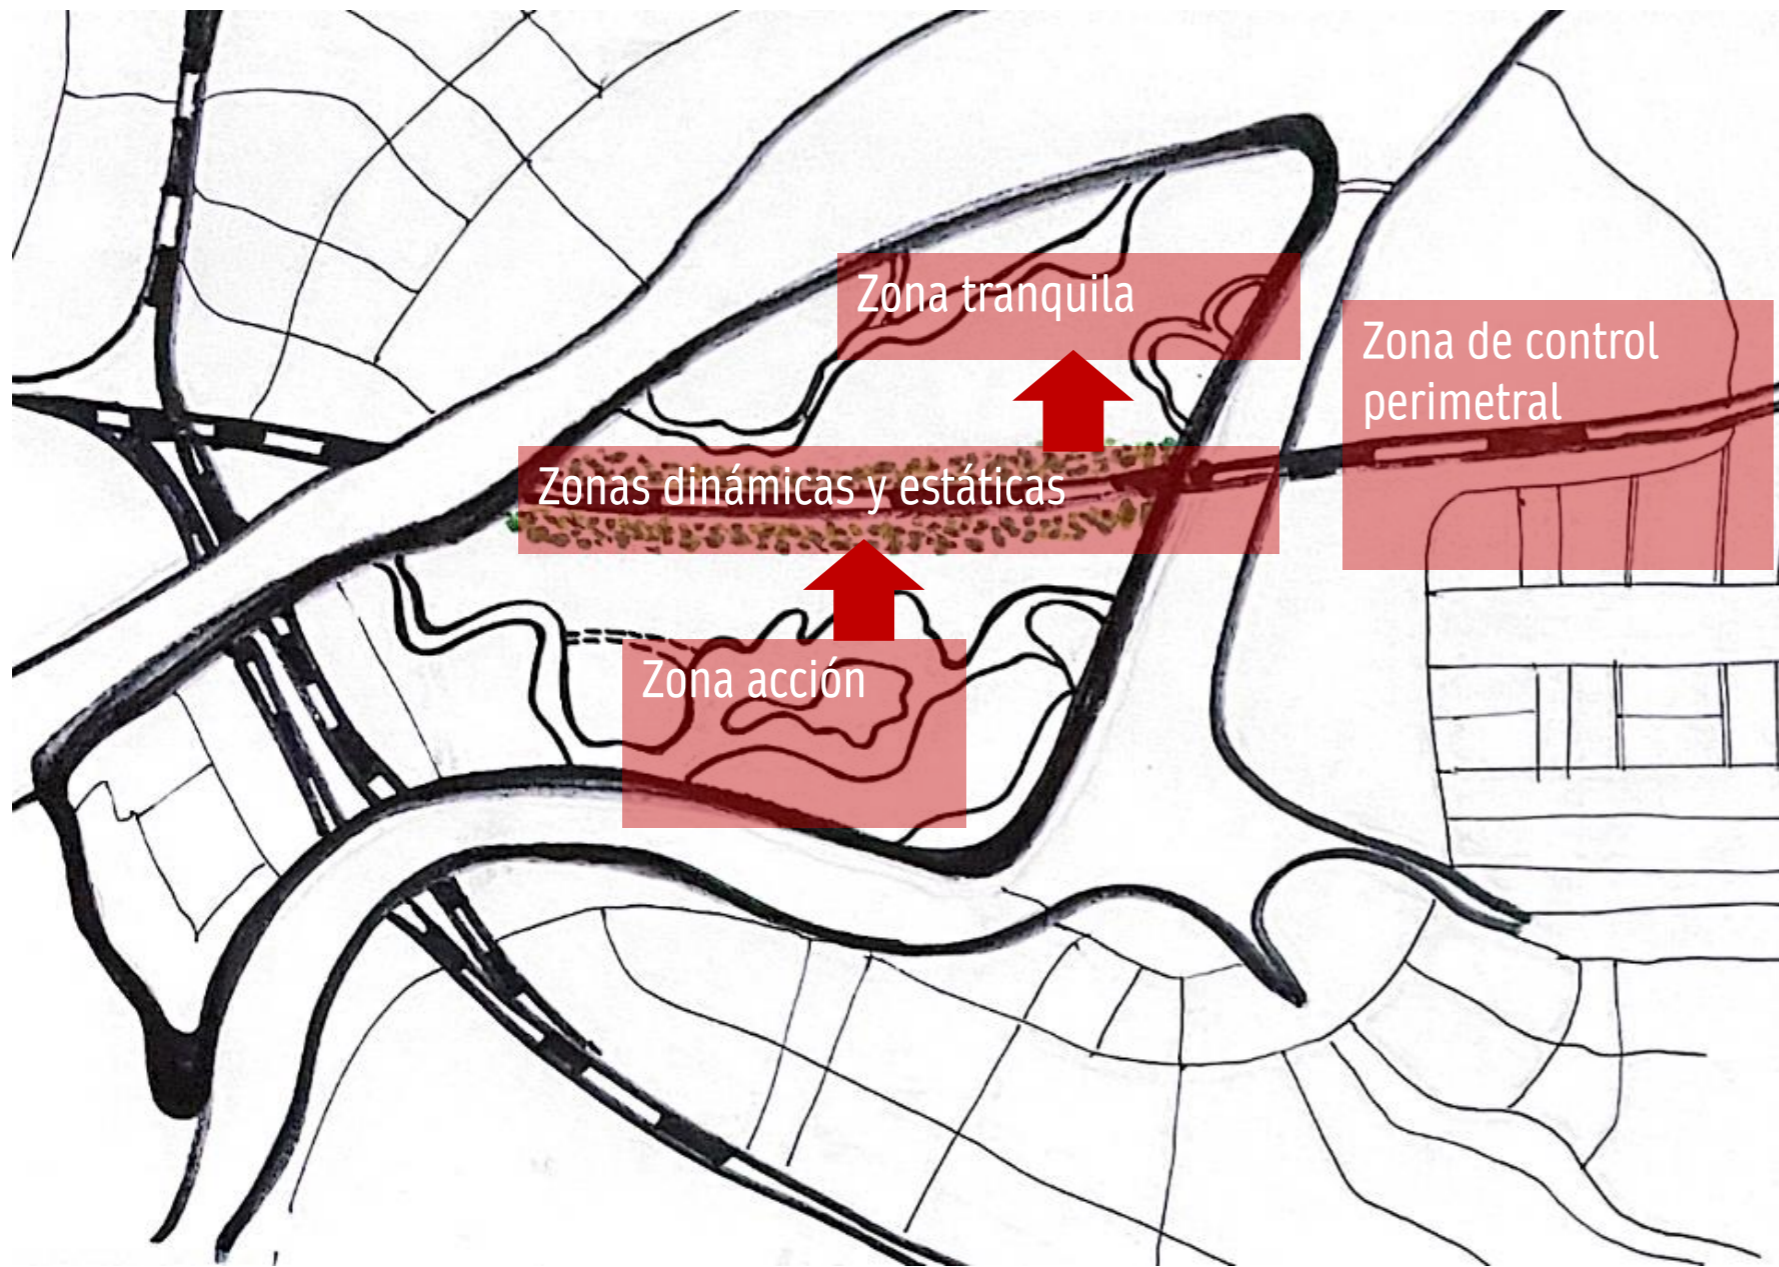 Zona tranquila
Zona de control
perimetral
Zonas dinámicas y estáticas
Zona acción